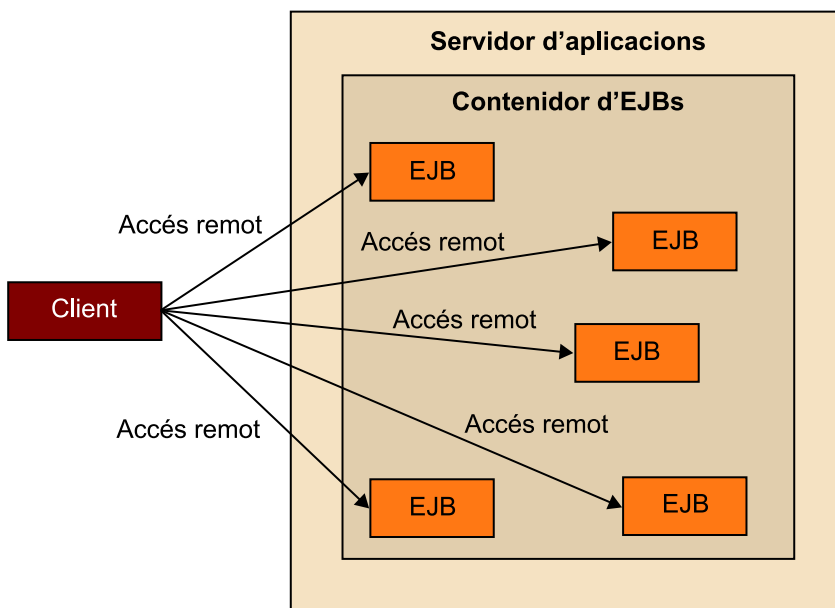 Servidor d’aplicacions
Contenidor d’EJBs
EJB
Accés remot
Accés remot
EJB
Client
Accés remot
EJB
Accés remot
Accés remot
EJB
EJB